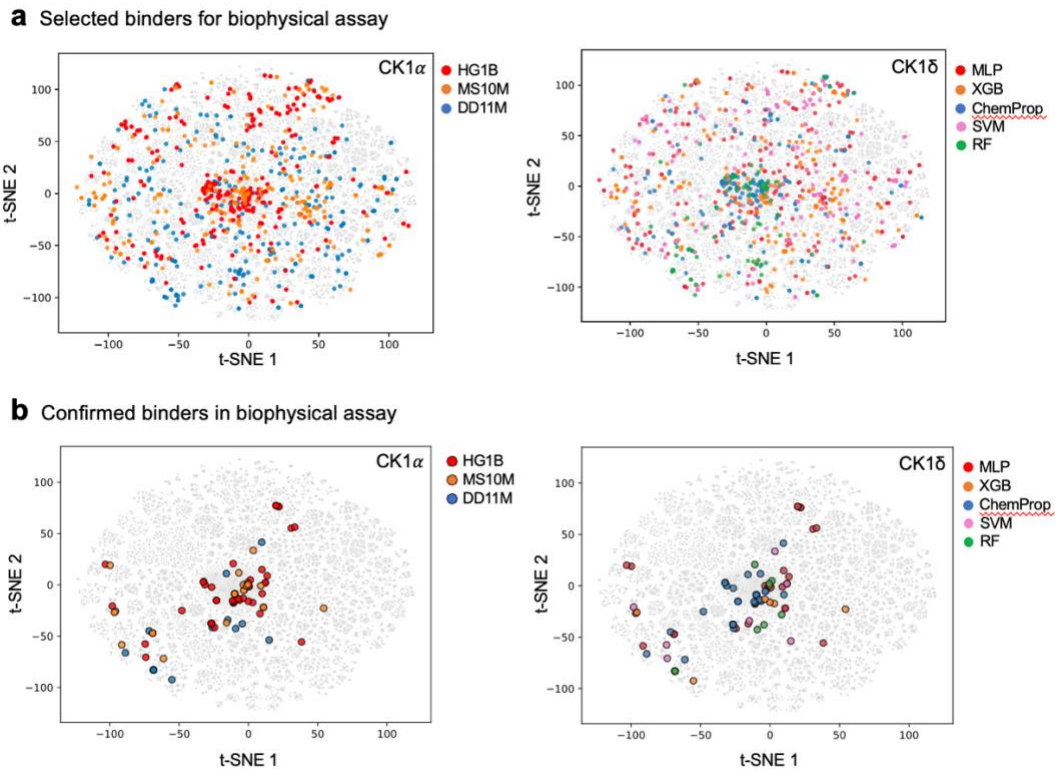 a Selected binders for biophysical assay
CK1α
HG1B
MS10M
DD11M
t-SNE 2
100
50
0
−50
−100
−100 −50 0 50 100
t-SNE 1
CK1δ
MLP
XGB
ChemProp
SVM
RF
t-SNE 2
100
50
0
−50
−100
−100 −50 0 50 100
t-SNE 1
b Confirmed binders in biophysical assay
CK1α
HG1B
MS10M
DD11M
t-SNE 2
100
50
0
−50
−100
−100 −50 0 50 100
t-SNE 1
CK1δ
MLP
XGB
ChemProp
SVM
RF
t-SNE 2
100
50
0
−50
−100
−100 −50 0 50 100
t-SNE 1